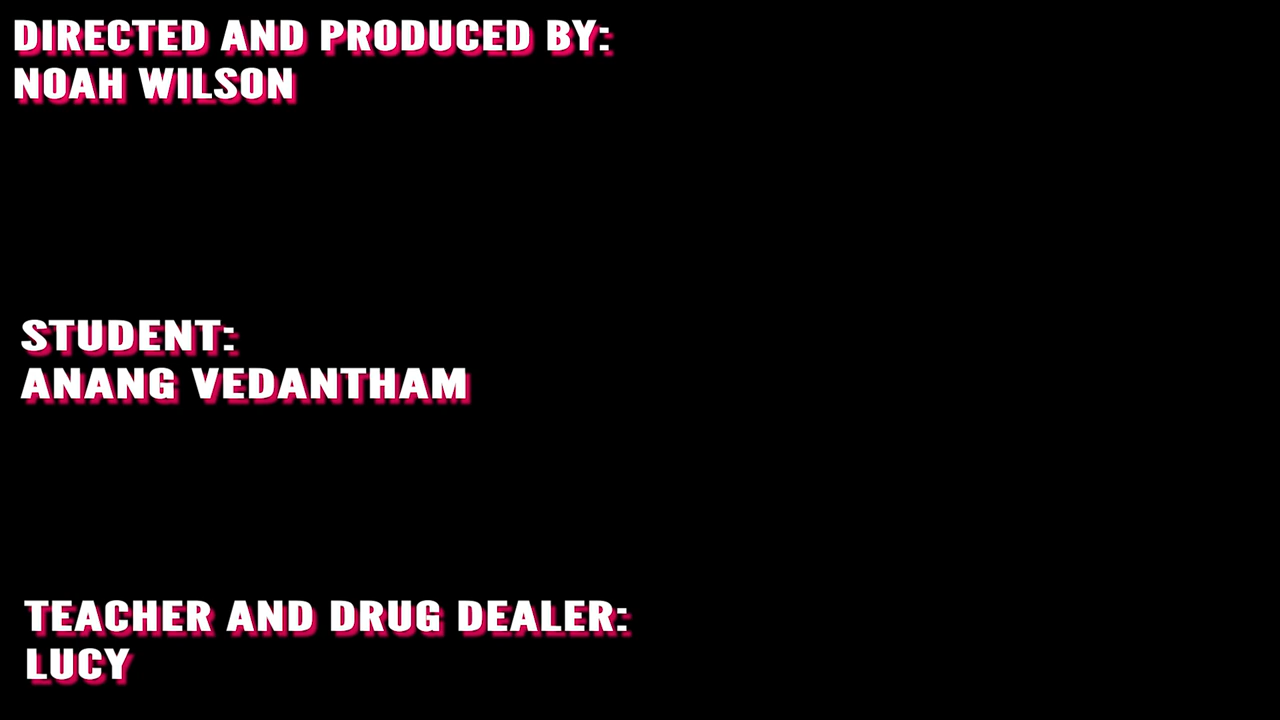 DIRECTED AND PRODUCED BY:
NOAH WILSON
STUDENT:
ANANG VEDANTHAM
TEACHER AND DRUG DEALER:
LUCY